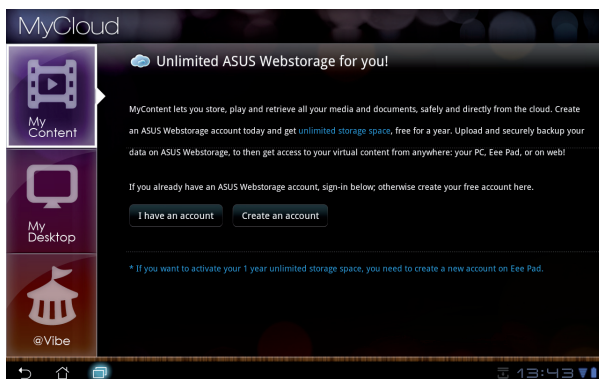 MyCloud
Unlimited ASUS Webstorage for you!
My
Content
MyContent lets you store, play and retrieve all your media and documents, safely and directly from the cloud. Create
an ASUS Webstorage account today and get unlimited storage space, free for a year. Upload and securely backup your
data on ASUS Webstorage, to then get access to your virtual content from anywhere: your PC, Eee Pad, or on web!
If you already have an ASUS Webstorage account, sign-in below; otherwise create your free account here.
I have an account
Create an account
My
Desktop
* If you want to activate your 1 year unlimited storage space, you need to create a new account on Eee Pad.
@Vibe
13:43